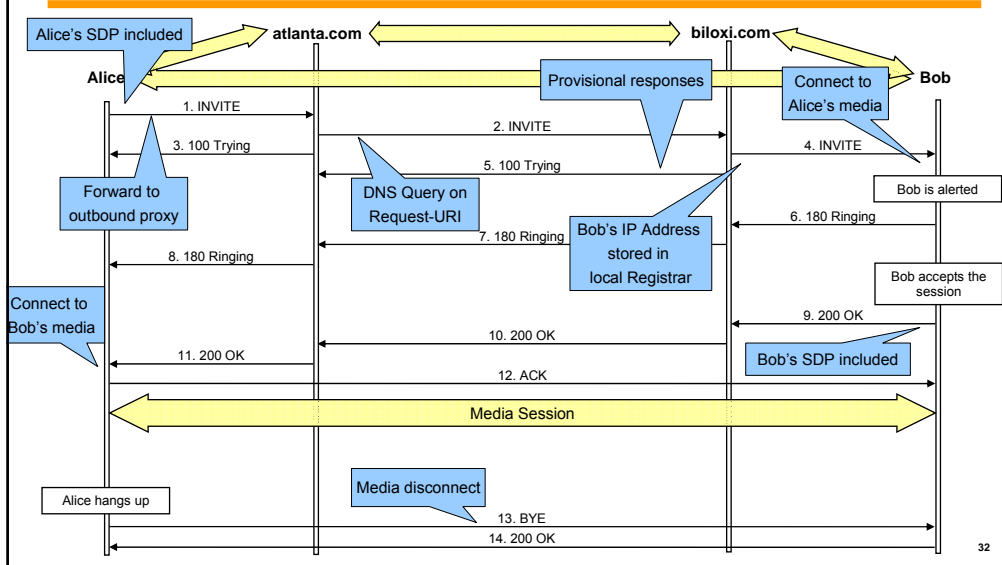 Alice's SDP included
atlanta.com
biloxi.com
Alice
Provisional responses
Connect to
Alice's media
Bob
1. INVITE
2. INVITE
3. 100 Trying
4. INVITE
5. 100 Trying
Forward to
outbound proxy
DNS Query on
Request-URI
Bob is alerted
6. 180 Ringing
Bob's IP Address
stored in
local Registrar
7. 180 Ringing
8. 180 Ringing
Bob accepts the
session
Connect to
Bob's media
9. 200 OK
10. 200 OK
Bob's SDP included
11. 200 OK
12. ACK
Media Session
Media disconnect
Alice hangs up
13. BYE
14. 200 OK
32